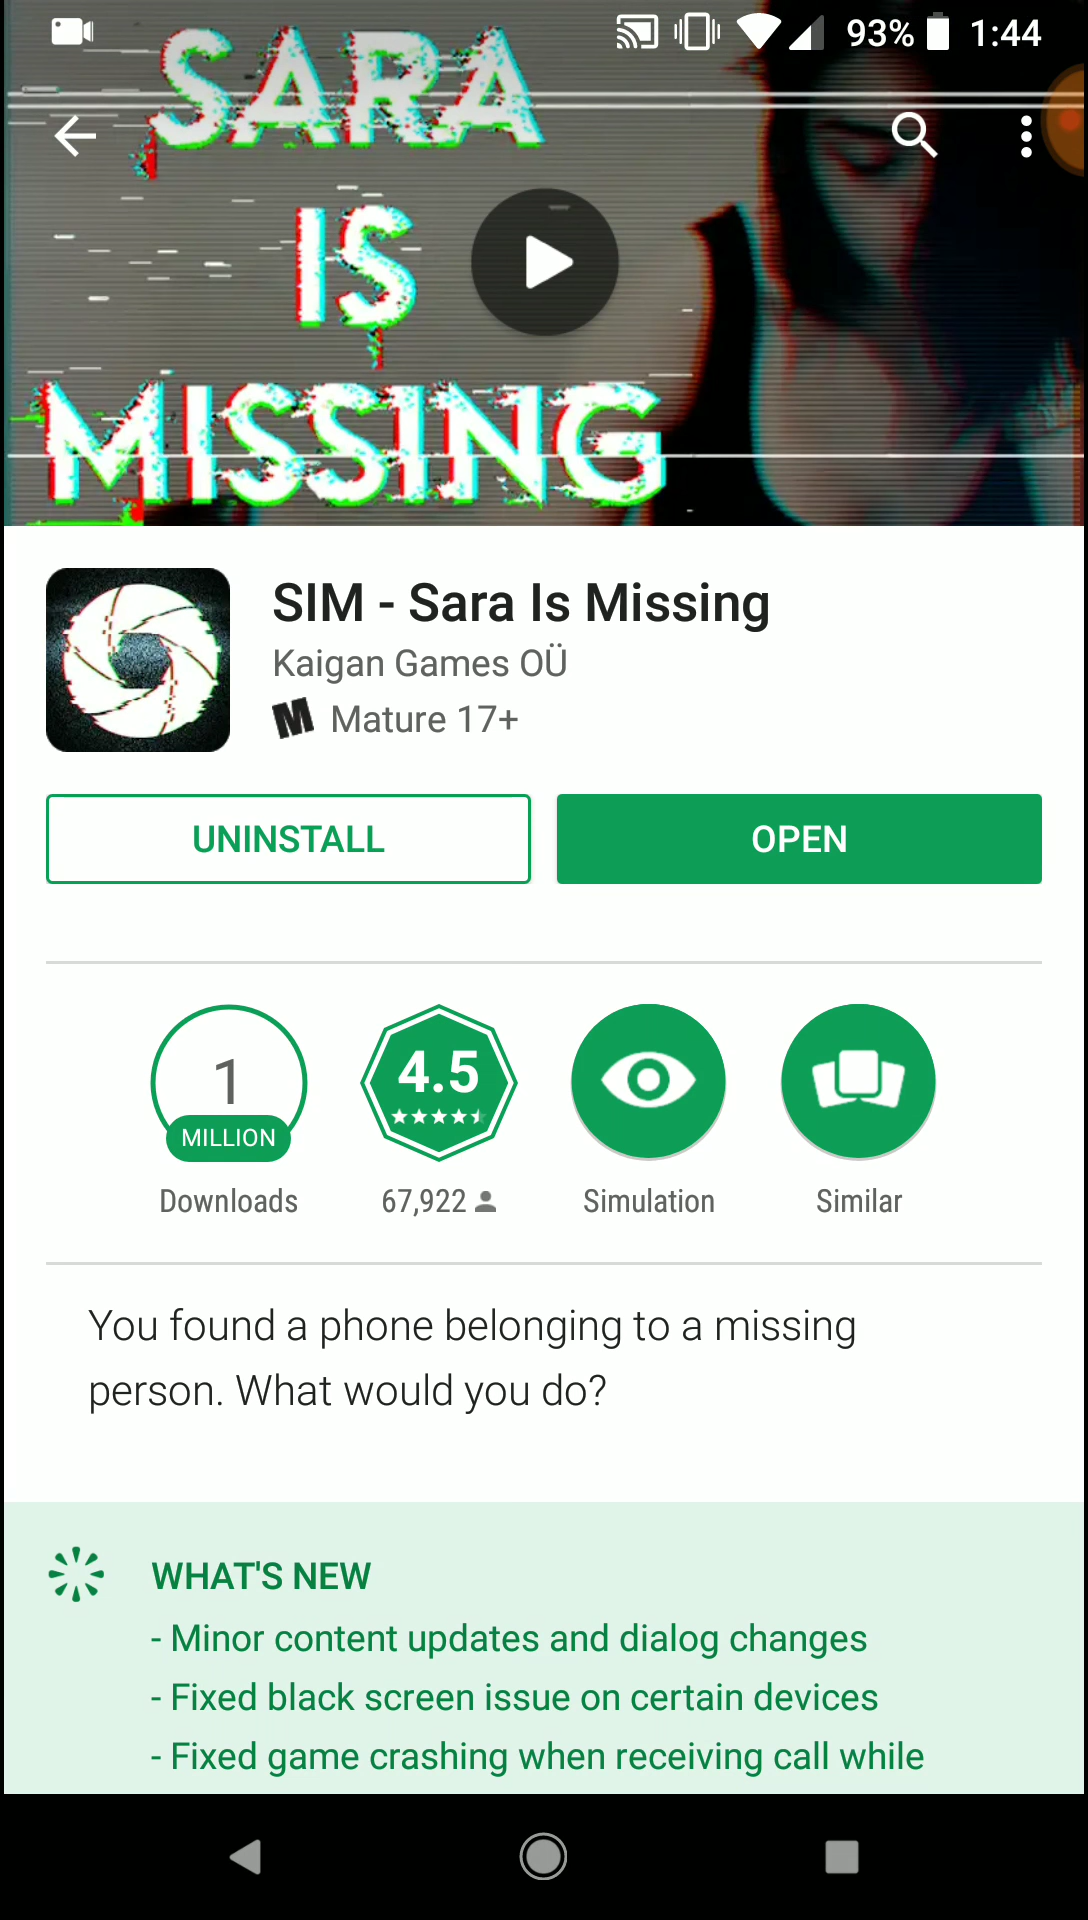 93% 1:44
SARA
IS
MISSING
SIM - Sara Is Missing
Kaigan Games OÜ
M Mature 17+
UNINSTALL
OPEN
1
MILLION
Downloads
4.5
67,922
Simulation
Similar
You found a phone belonging to a missing
person. What would you do?
WHAT'S NEW
- Minor content updates and dialog changes
- Fixed black screen issue on certain devices
- Fixed game crashing when receiving call while